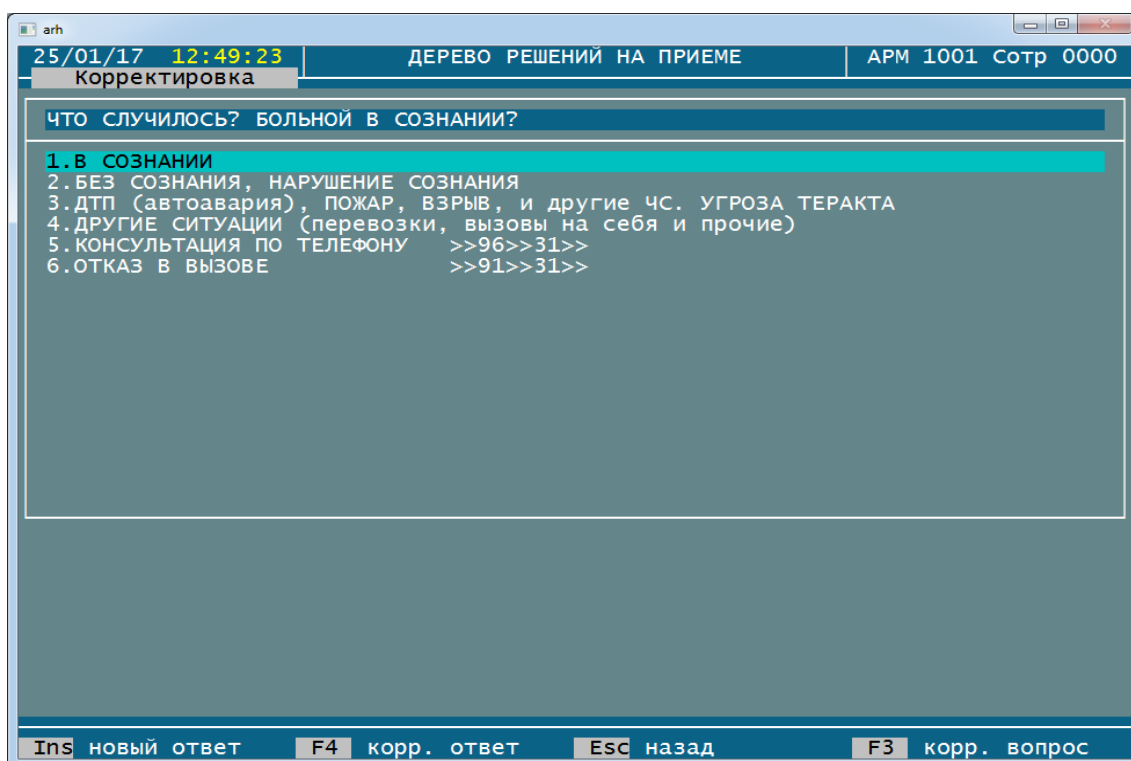 arh
25/01/17 12:49:23 ДЕРЕВО РЕШЕНИЙ НА ПРИЕМЕ АРМ 1001 Сотр 0000
Корректировка
ЧТО СЛУЧИЛОСЬ? БОЛЬНОЙ В СОЗНАНИИ?
1.В СОЗНАНИИ
2.БЕЗ СОЗНАНИЯ, НАРУШЕНИЕ СОЗНАНИЯ
3.ДТП (автоавария), ПОЖАР, ВЗРЫВ, и другие ЧС. УГРОЗА ТЕРАКТА
4.ДРУГИЕ СИТУАЦИИ (перевозки, вызовы на себя и прочие)
5.КОНСУЛЬТАЦИЯ ПО ТЕЛЕФОНУ >>96>>31>>
6.ОТКАЗ В ВЫЗОВЕ >>91>>31>>
Ins новый ответ F4 корр. ответ Esc назад F3 корр. вопрос